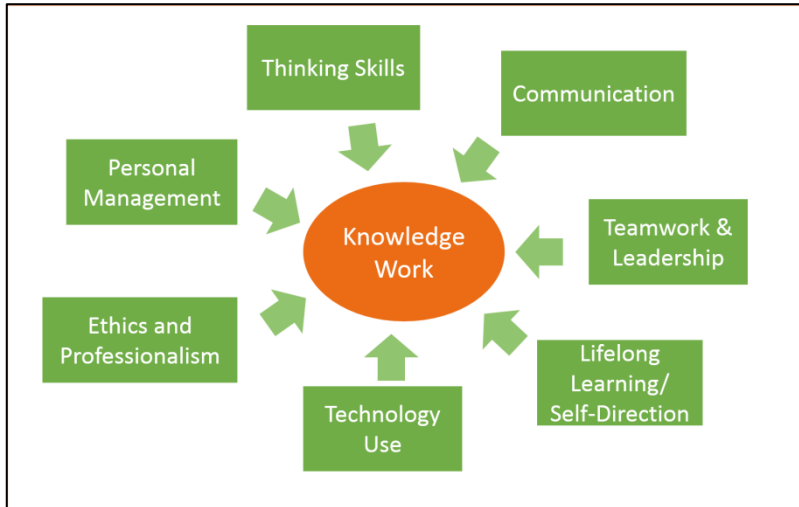 Thinking Skills
Communication
Personal
Management
Knowledge
Work
Teamwork &
Leadership
Ethics and
Professionalism
Lifelong
Learning/
Self-Direction
Technology
Use